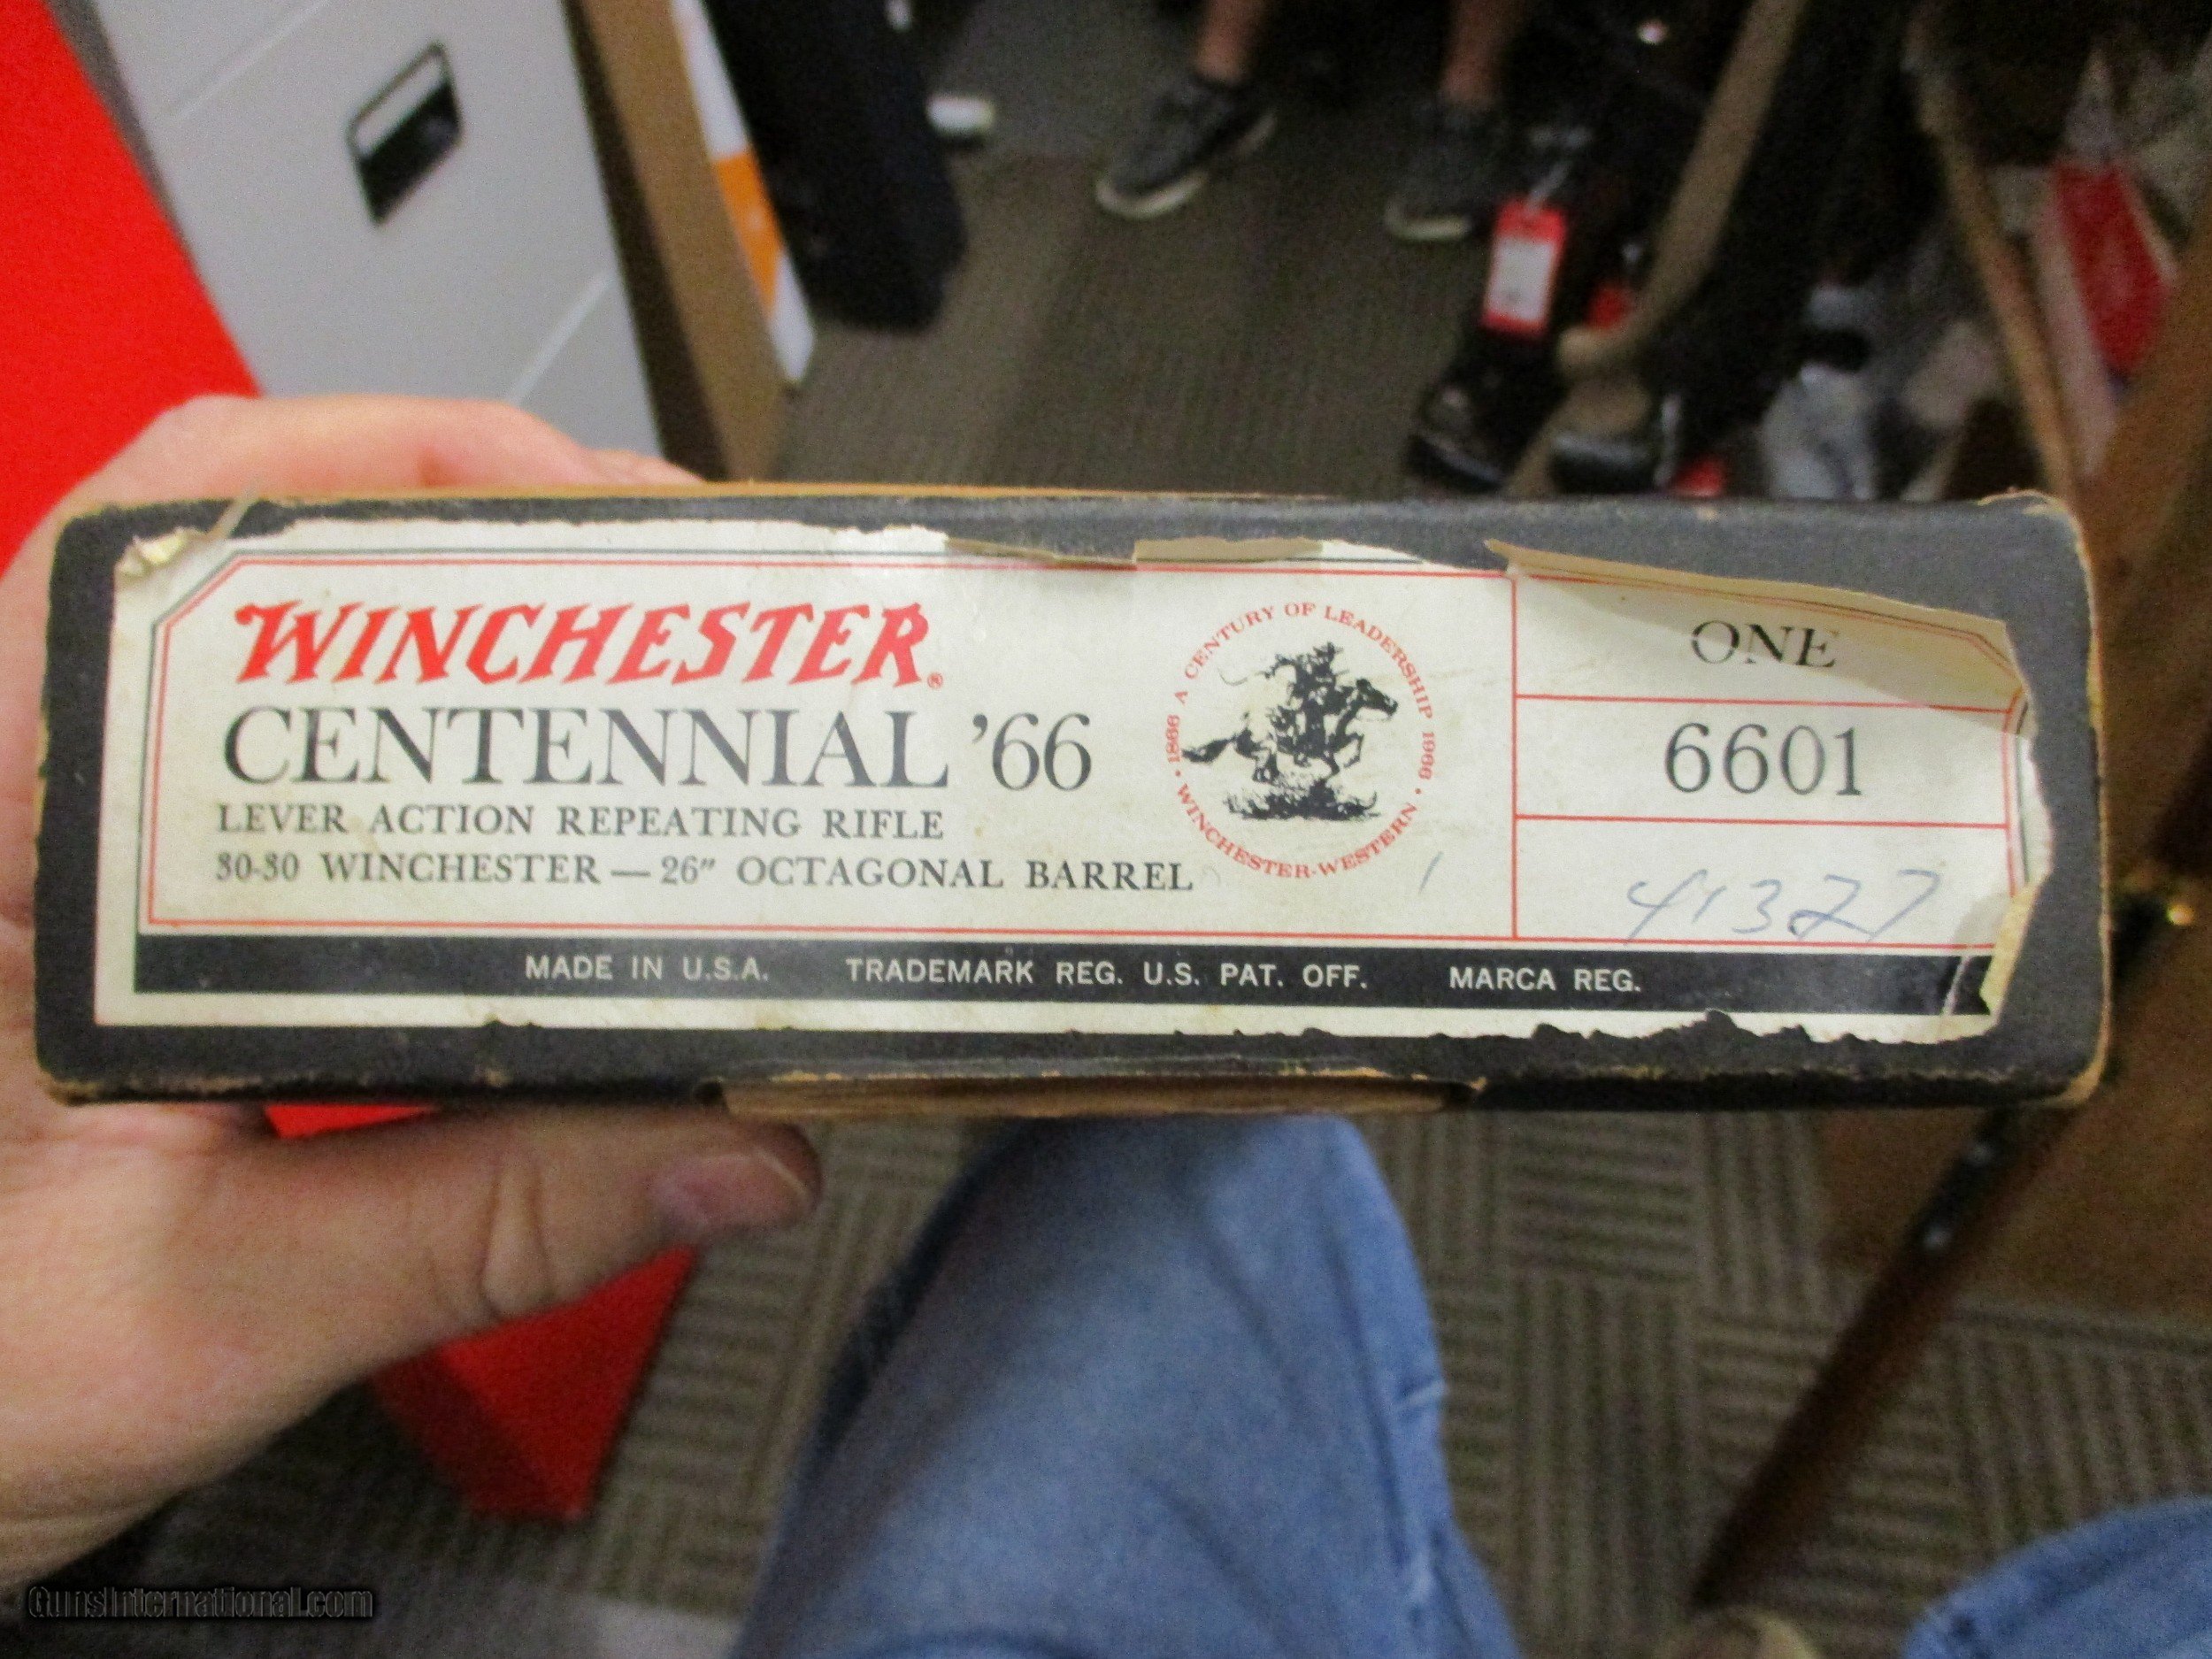 WINCHESTER®
CENTENNIAL '66
LEVER ACTION REPEATING RIFLE
30-30 WINCHESTER — 26" OCTAGONAL BARREL
1866 A CENTURY OF LEADERSHIP 1966 • WINCHESTER-WESTERN •
ONE
6601
41327
MADE IN U.S.A. TRADEMARK REG. U.S. PAT. OFF. MARCA REG.
GunsInternational.com